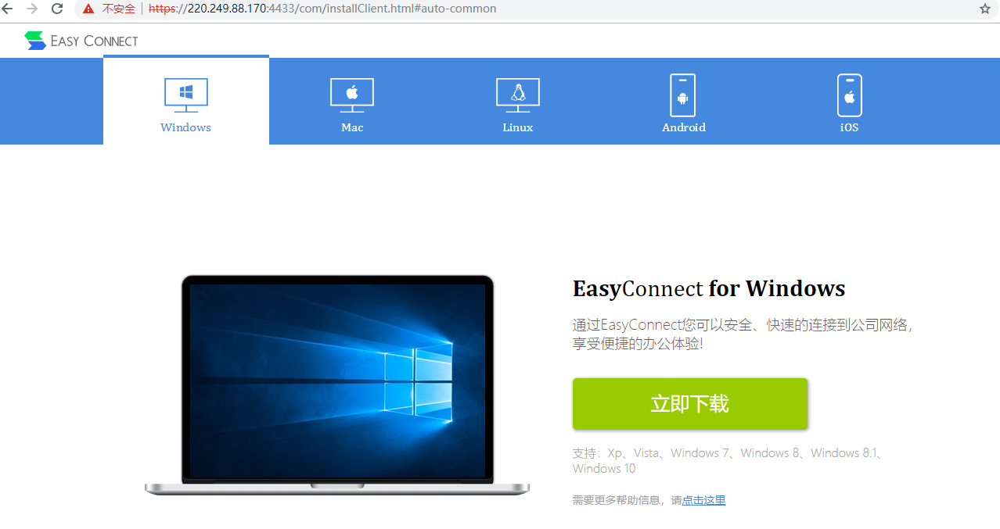 不安全 https://220.249.88.170:4433/com/installClient.html#auto-common
EASY CONNECT
Windows Mac Linux Android iOS
EasyConnect for Windows
通过EasyConnect您可以安全、快速的连接到公司网络，
享受便捷的办公体验!
立即下载
支持：Xp、Vista、Windows 7、Windows 8、Windows 8.1、
Windows 10
需要更多帮助信息，请点击这里